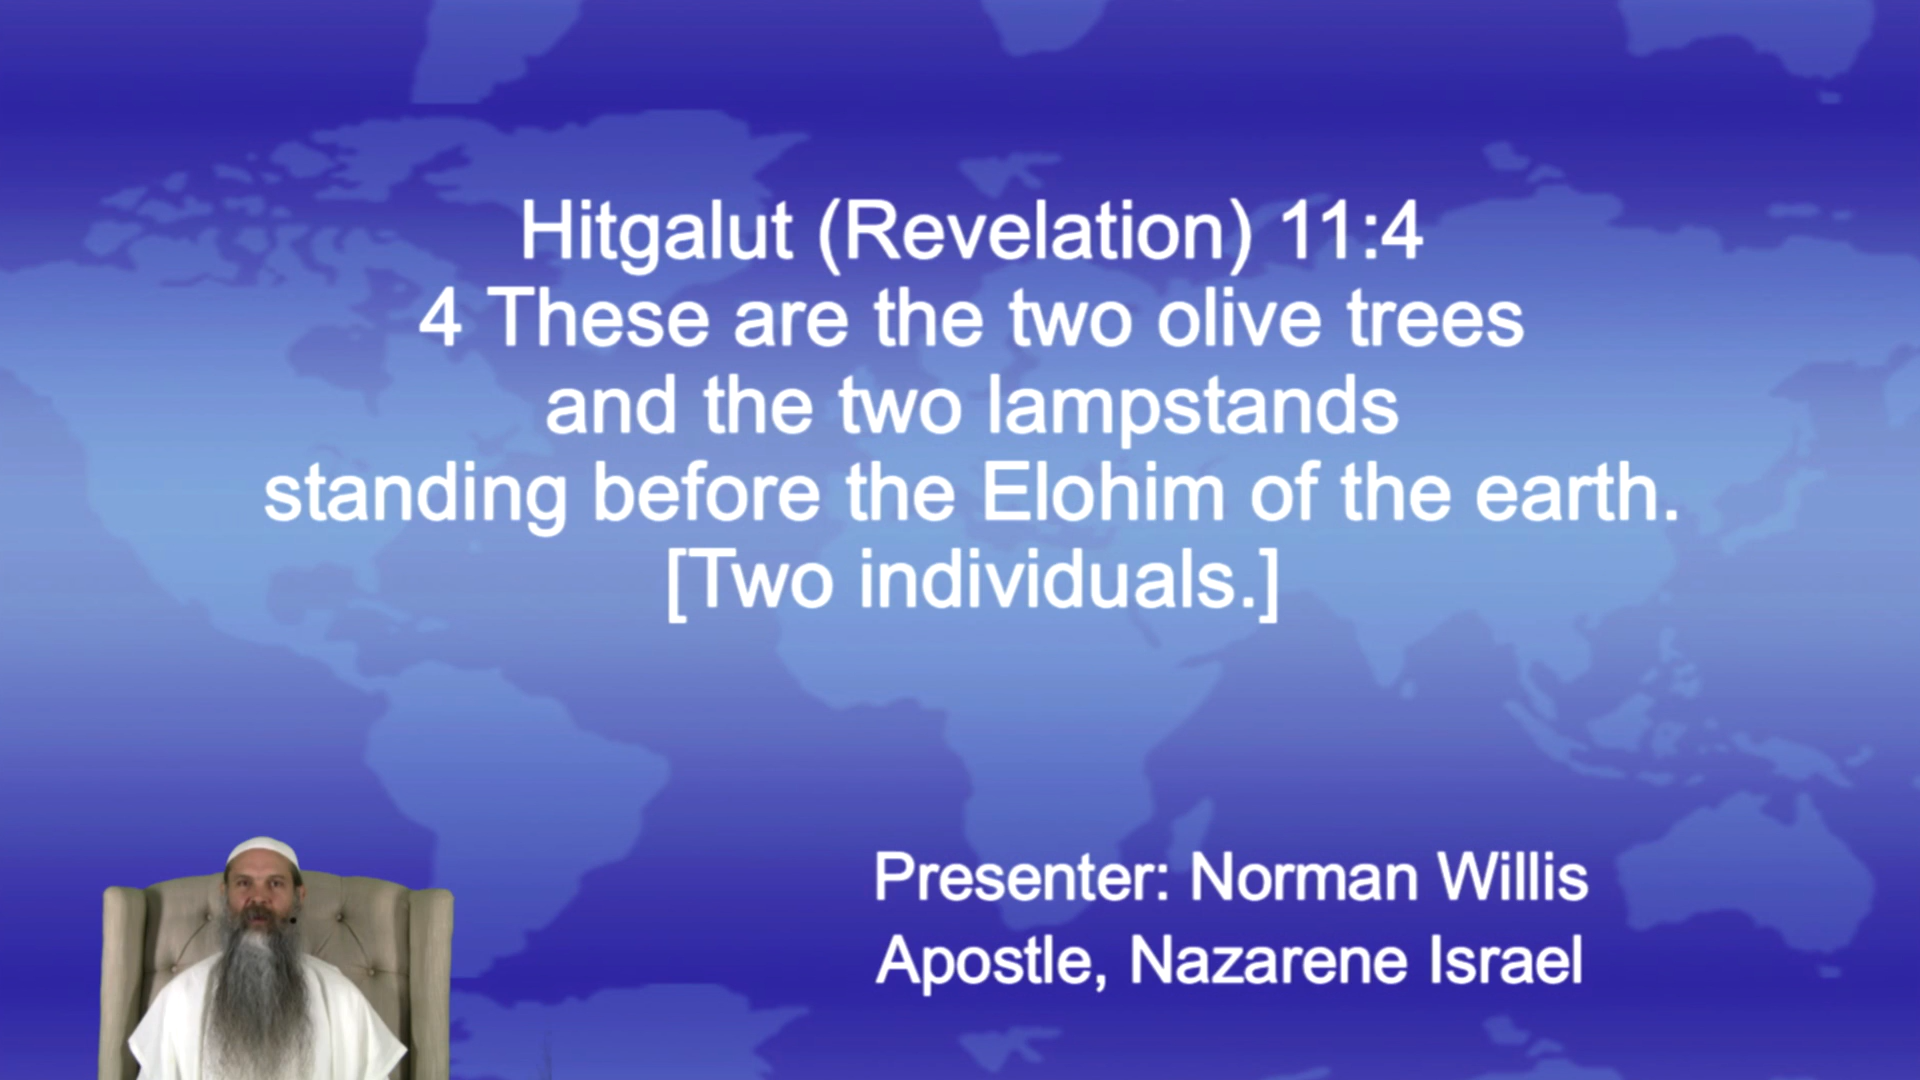 Hitgalut (Revelation) 11:4
4 These are the two olive trees
and the two lampstands
standing before the Elohim of the earth.
[Two individuals.]
Presenter: Norman Willis
Apostle, Nazarene Israel